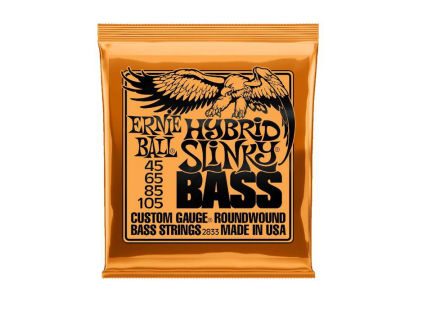 ERNIE BALL®
HYBRID SLINKY®
45
65
85
105
BASS
CUSTOM GAUGE® ROUNDWOUND
BASS STRINGS 2833 MADE IN USA